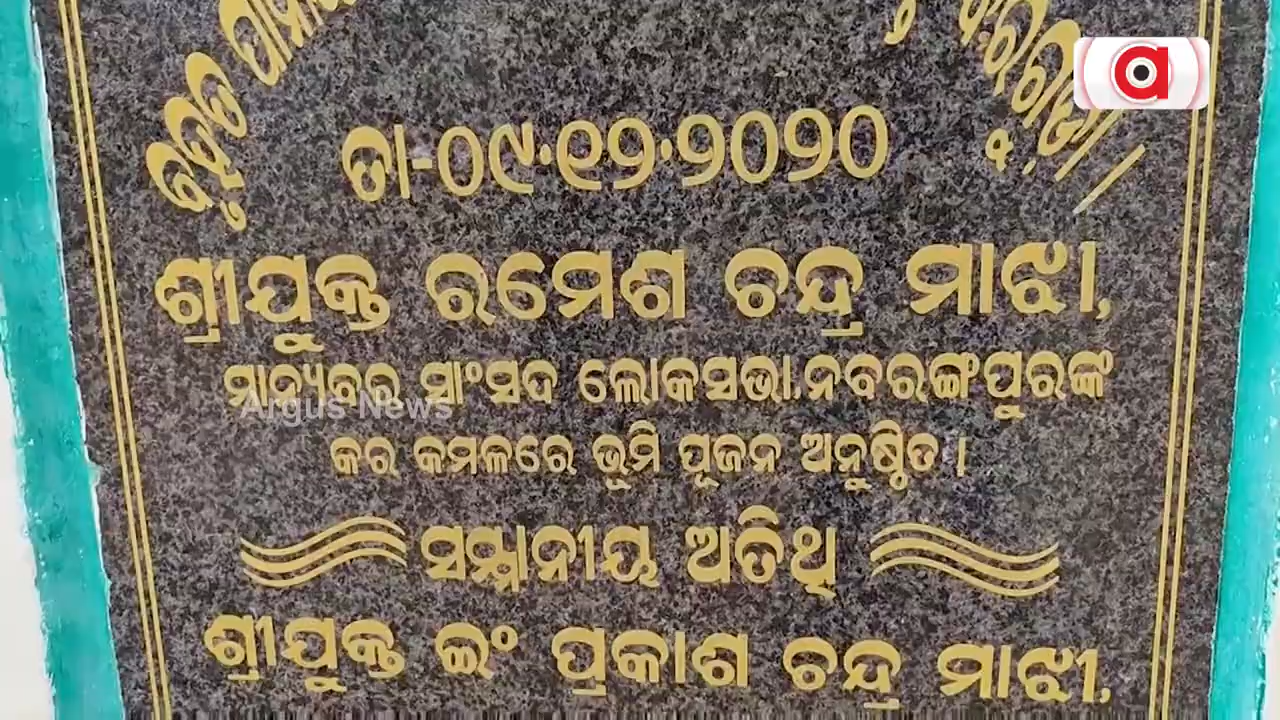 ତା-୦୯.୧୨.୨୦୨୦
ଶ୍ରୀଯୁକ୍ତ ରମେଶ ଚନ୍ଦ୍ର ମାଝୀ,
ମାନ୍ୟବର ସାଂସଦ ଲୋକସଭା,ନବରଙ୍ଗପୁରଙ୍କ
Argus News
କର କମଳରେ ଭୂମି ପୂଜନ ଅନୁଷ୍ଠିତ ।
ସମ୍ମାନୀୟ ଅତିଥି
ଶ୍ରୀଯୁକ୍ତ ଇଂ ପ୍ରକାଶ ଚନ୍ଦ୍ର ମାଝୀ,